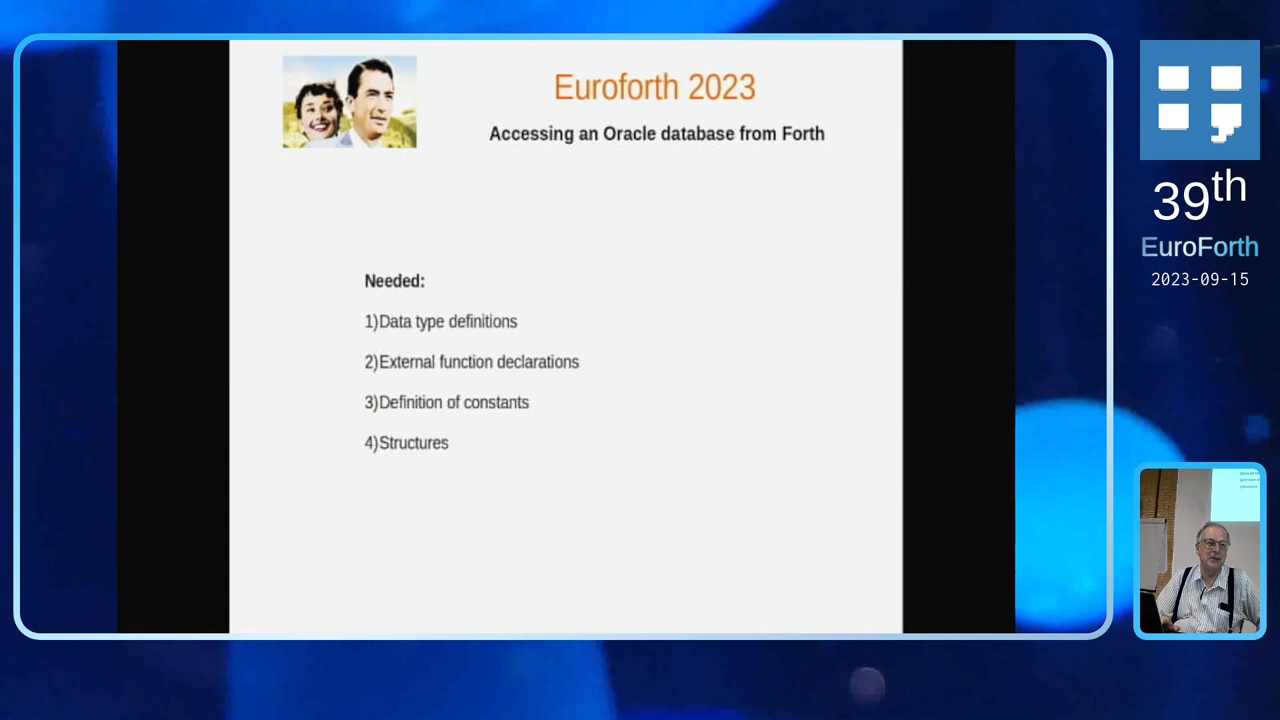 Euroforth 2023
Accessing an Oracle database from Forth
Needed:
1)Data type definitions
2)External function declarations
3)Definition of constants
4)Structures
39th
EuroForth
2023-09-15